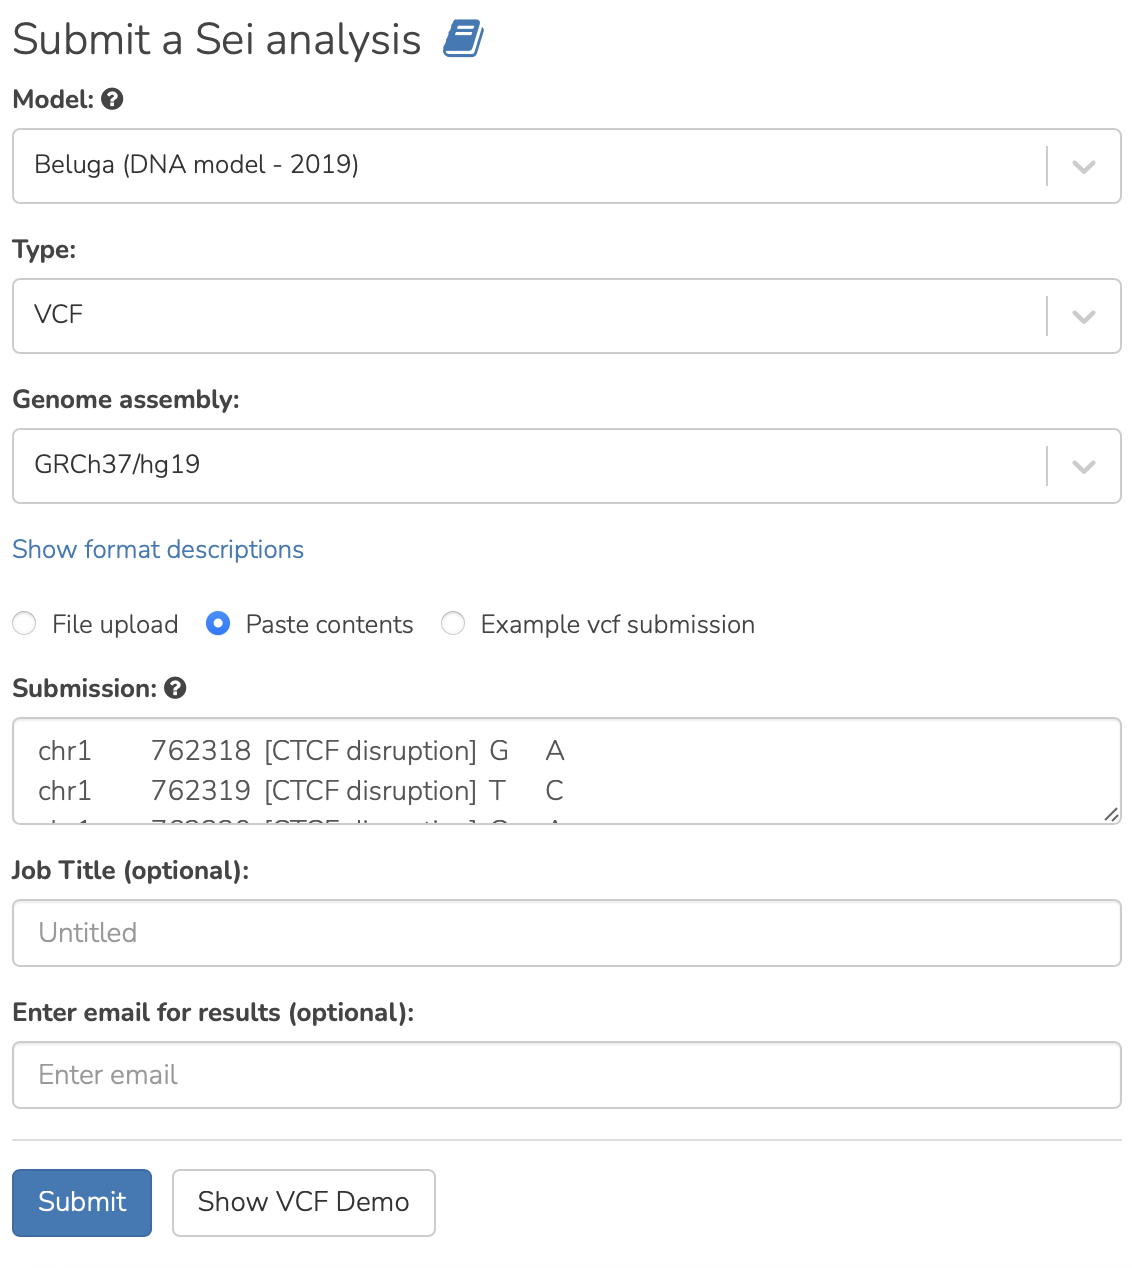 Submit a Sei analysis
Model:
Beluga (DNA model - 2019)
Type:
VCF
Genome assembly:
GRCh37/hg19
Show format descriptions
File upload Paste contents Example vcf submission
Submission:
chr1 762318 [CTCF disruption] G A
chr1 762319 [CTCF disruption] T C
Job Title (optional):
Untitled
Enter email for results (optional):
Enter email
Submit Show VCF Demo